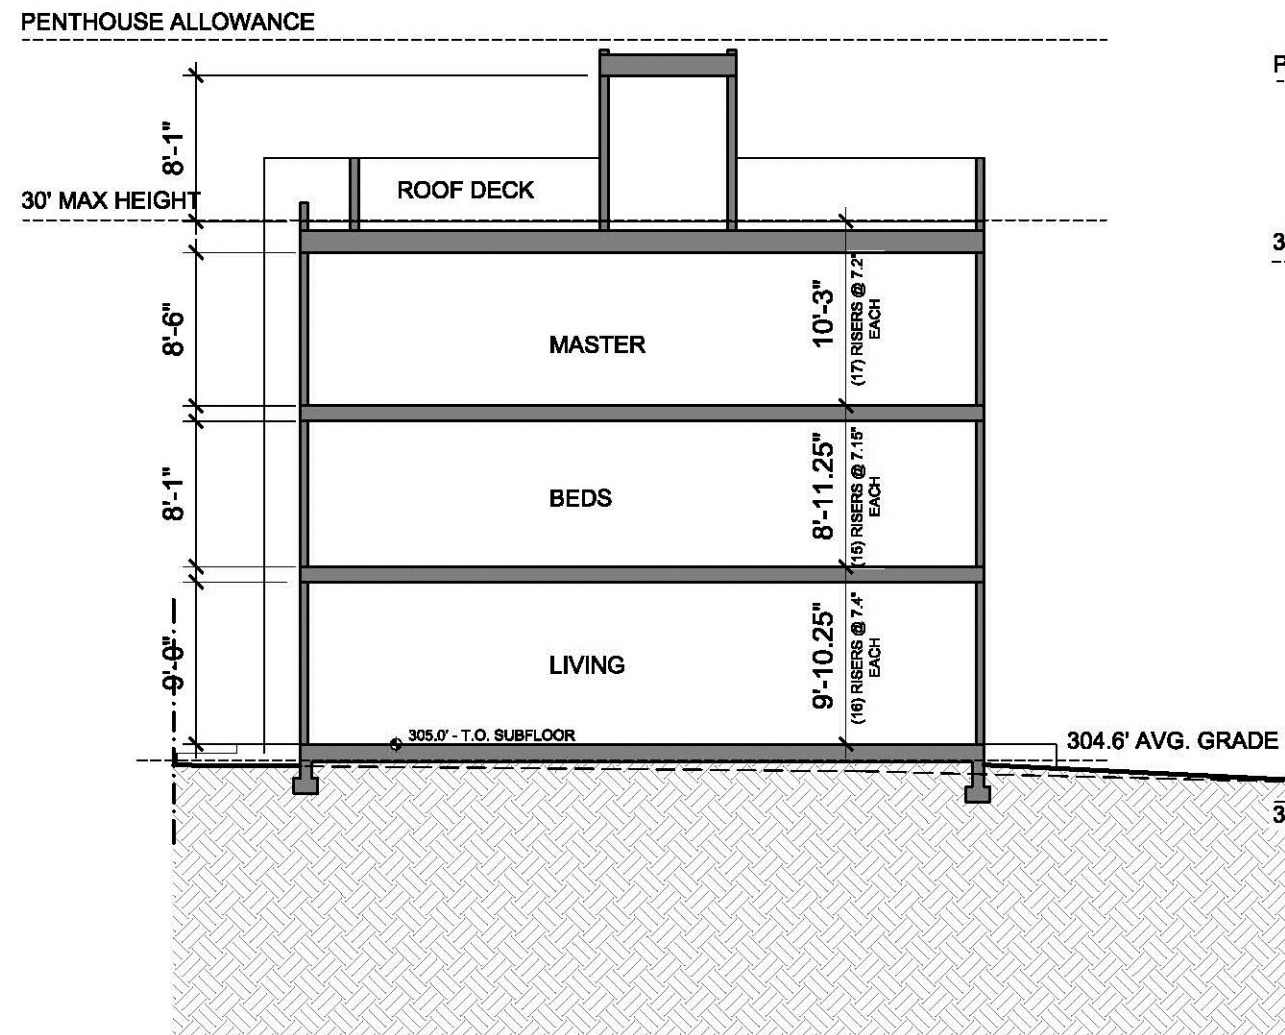 PENTHOUSE ALLOWANCE
P
8'-1"
ROOF DECK
30' MAX HEIGHT
3
8'-6"
MASTER
10'-3"
(17) RISERS @ 7.2"
EACH
8'-1"
BEDS
8'-11.25"
(15) RISERS @ 7.15"
EACH
9'-0"
LIVING
9'-10.25"
(16) RISERS @ 7.4"
EACH
305.0' - T.O. SUBFLOOR
304.6' AVG. GRADE
3